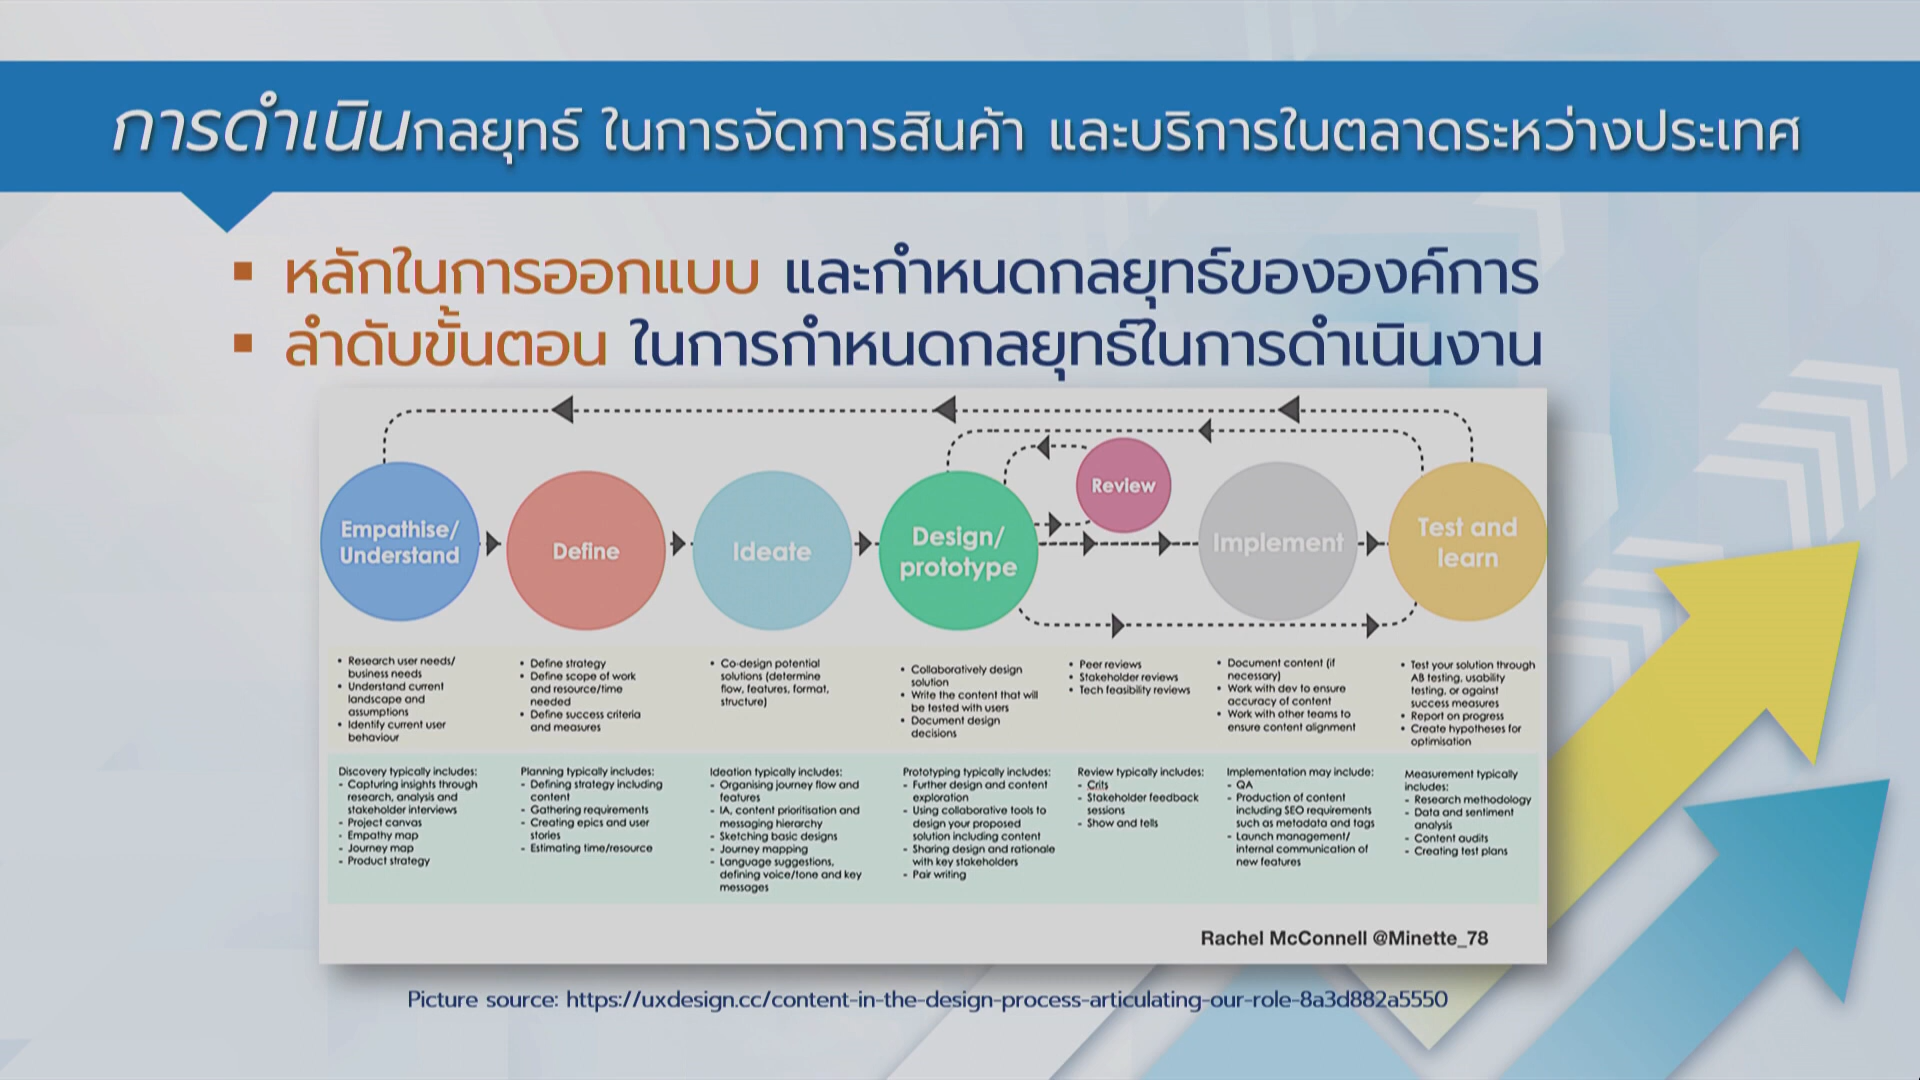 การดำเนินกลยุทธ์ ในการจัดการสินค้า และบริการในตลาดระหว่างประเทศ
▪ หลักในการออกแบบ และกำหนดกลยุทธ์ขององค์การ
▪ ลำดับขั้นตอน ในการกำหนดกลยุทธ์ในการดำเนินงาน
Empathise/
Understand
Define
Ideate
Design/
prototype
Review
Implement
Test and
learn
• Research user needs/
business needs
• Understand current
landscape and
assumptions
• Identify current user
behaviour
• Define strategy
• Define scope of work
and resource/time
needed
• Define success criteria
and measures
• Co-design potential
solutions (determine
flow, features, format,
structure)
• Collaboratively design
solution
• Write the content that will
be tested with users
• Document design
decisions
• Peer reviews
• Stakeholder reviews
• Tech feasibility reviews
• Document content (if
necessary)
• Work with dev to ensure
accuracy of content
• Work with other teams to
ensure content alignment
• Test your solution through
AB testing, usability
testing, or against
success measures
• Report on progress
• Create hypotheses for
optimisation
Discovery typically includes:
- Capturing insights through
research, analysis and
stakeholder interviews
- Project canvas
- Empathy map
- Journey map
- Product strategy
Planning typically includes:
- Defining strategy including
content
- Gathering requirements
- Creating epics and user
stories
- Estimating time/resource
Ideation typically includes:
- Organising journey flow and
features
- IA, content prioritisation and
messaging hierarchy
- Sketching basic designs
- Journey mapping
- Language suggestions,
defining voice/tone and key
messages
Prototyping typically includes:
- Further design and content
exploration
- Using collaborative tools to
design your proposed
solution including content
- Sharing design and rationale
with key stakeholders
- Pair writing
Review typically includes:
- Crits
- Stakeholder feedback
sessions
- Show and tells
Implementation may include:
- QA
- Production of content
including SEO requirements
such as metadata and tags
- Launch management/
internal communication of
new features
Measurement typically
includes:
- Research methodology
- Data and sentiment
analysis
- Content audits
- Creating test plans
Rachel McConnell @Minette_78
Picture source: https://uxdesign.cc/content-in-the-design-process-articulating-our-role-8a3d882a5550